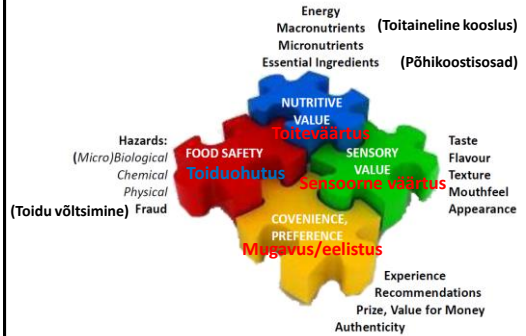 Energy
Macronutrients (Toitaineline kooslus)
Micronutrients
Essential Ingredients (Põhikoostisosad)
NUTRITIVE
VALUE
Toiteväärtus
Hazards:
(Micro)Biological
Chemical
Physical
(Toidu võltsimine) Fraud
FOOD SAFETY
Toiduohutus
SENSORY
VALUE
Sensoorne väärtus
Taste
Flavour
Texture
Mouthfeel
Appearance
COVENIENCE,
PREFERENCE
Mugavus/eelistus
Experience
Recommendations
Prize, Value for Money
Authenticity